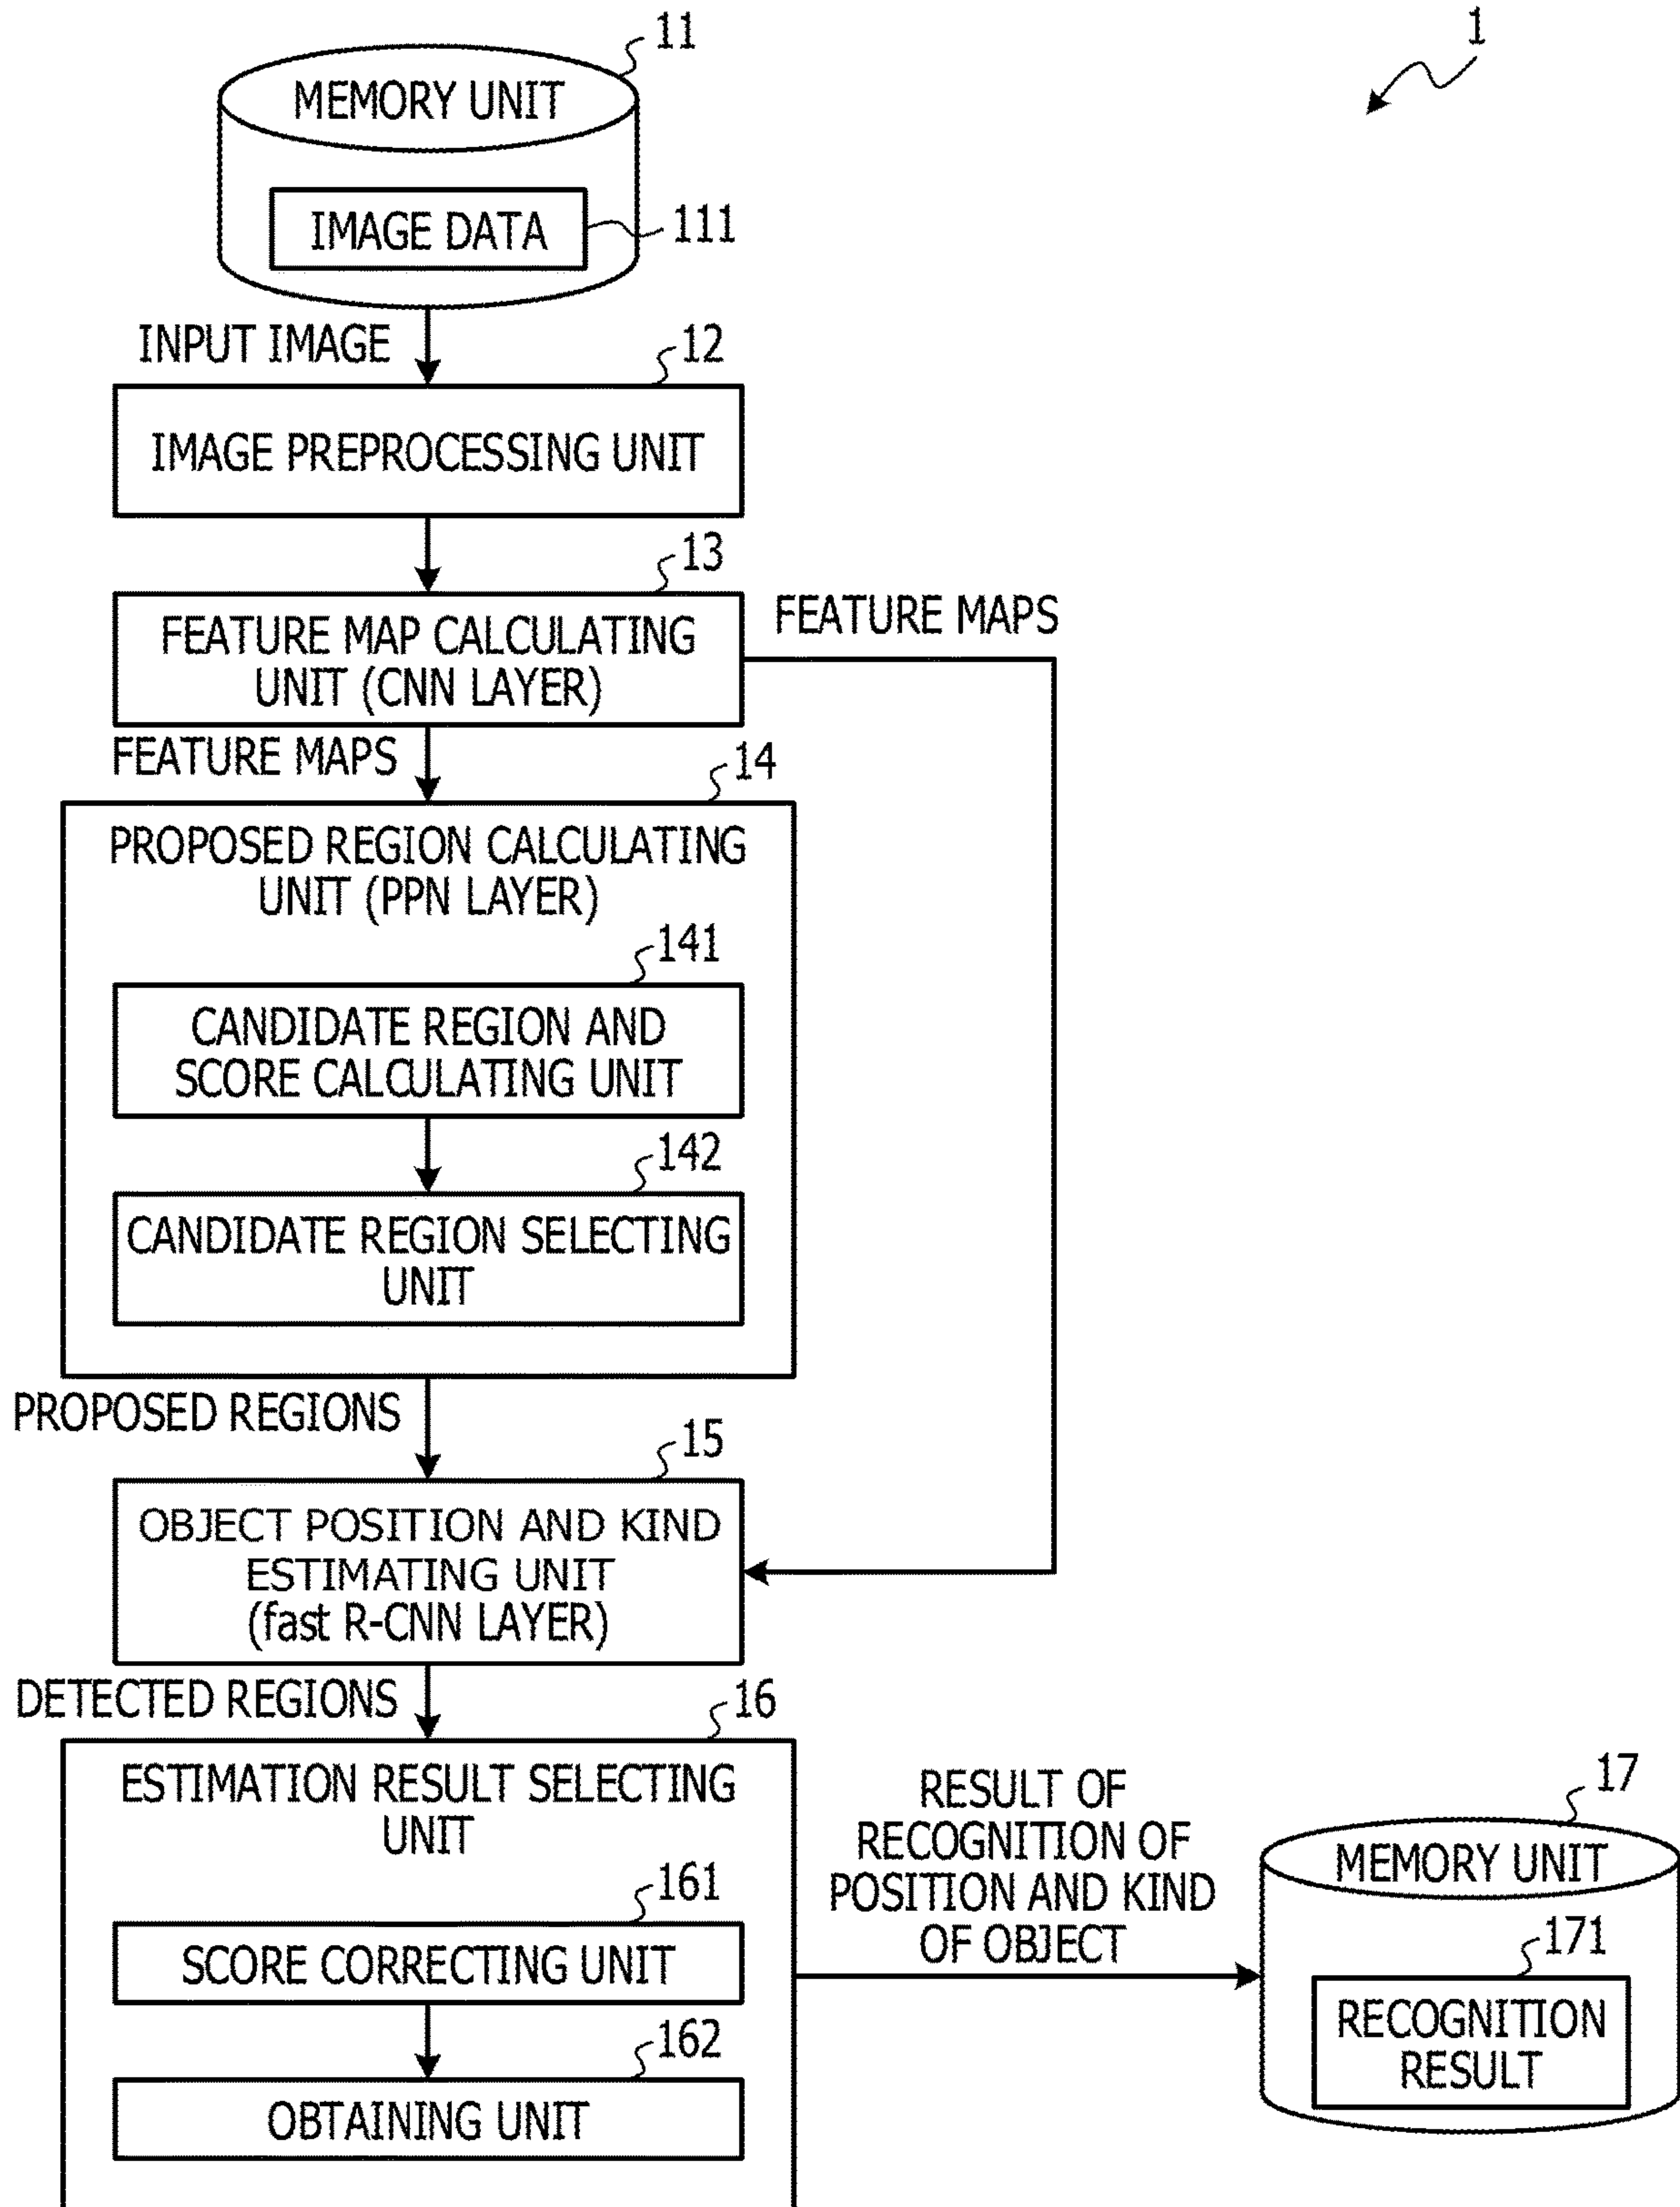 1
11
MEMORY UNIT
IMAGE DATA
111
INPUT IMAGE
12
IMAGE PREPROCESSING UNIT
13
FEATURE MAP CALCULATING
UNIT (CNN LAYER)
FEATURE MAPS
FEATURE MAPS
14
PROPOSED REGION CALCULATING
UNIT (PPN LAYER)
141
CANDIDATE REGION AND
SCORE CALCULATING UNIT
142
CANDIDATE REGION SELECTING
UNIT
PROPOSED REGIONS
15
OBJECT POSITION AND KIND
ESTIMATING UNIT
(fast R-CNN LAYER)
DETECTED REGIONS
16
ESTIMATION RESULT SELECTING
UNIT
161
SCORE CORRECTING UNIT
162
OBTAINING UNIT
RESULT OF
RECOGNITION OF
POSITION AND KIND
OF OBJECT
17
MEMORY UNIT
171
RECOGNITION
RESULT